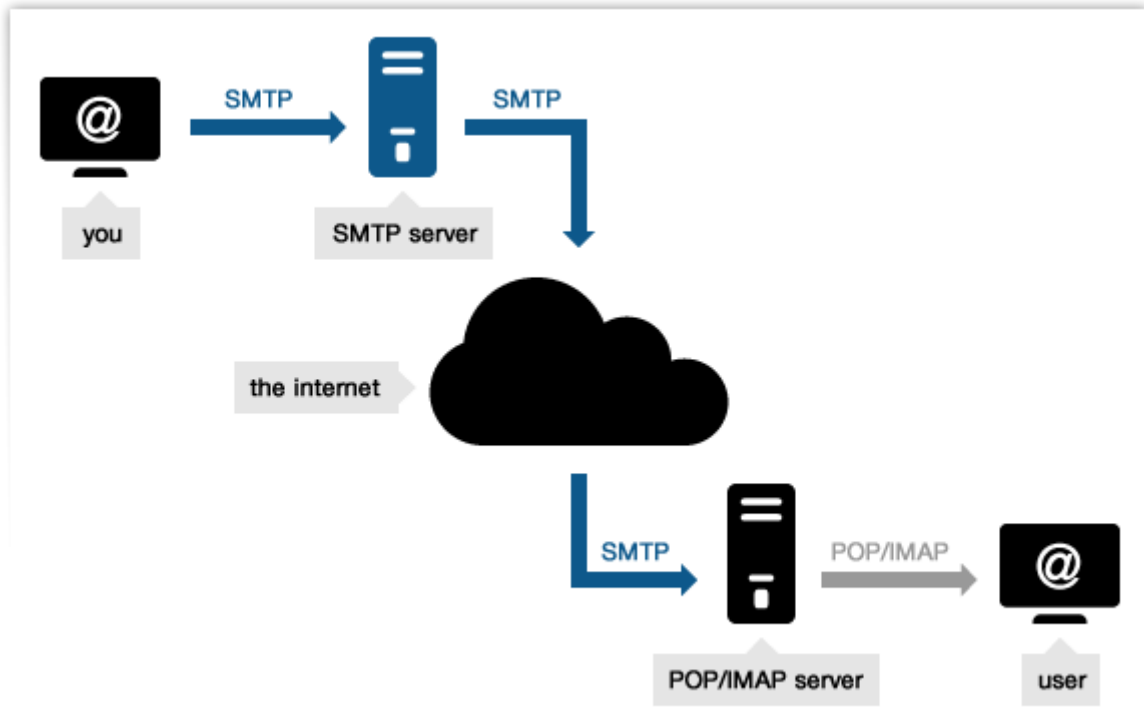 SMTP
SMTP
@
you
SMTP server
the internet
SMTP
POP/IMAP
@
POP/IMAP server
user